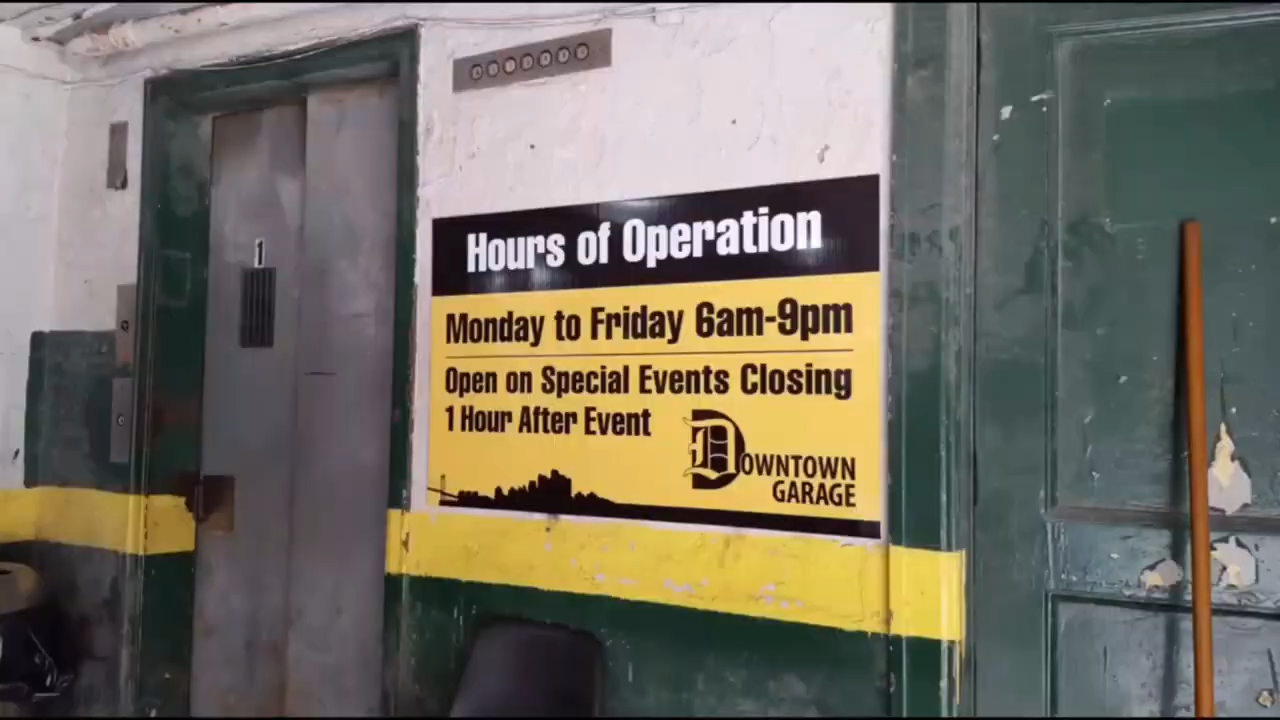 1
Hours of Operation
Monday to Friday 6am-9pm
Open on Special Events Closing
1 Hour After Event
DOWNTOWN
GARAGE